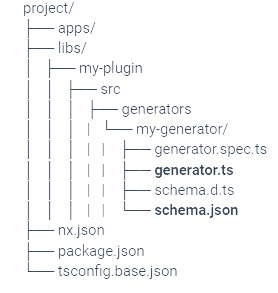 project/
apps/
libs/
my-plugin
src
generators
my-generator/
generator.spec.ts
generator.ts
schema.d.ts
schema.json
nx.json
package.json
tsconfig.base.json